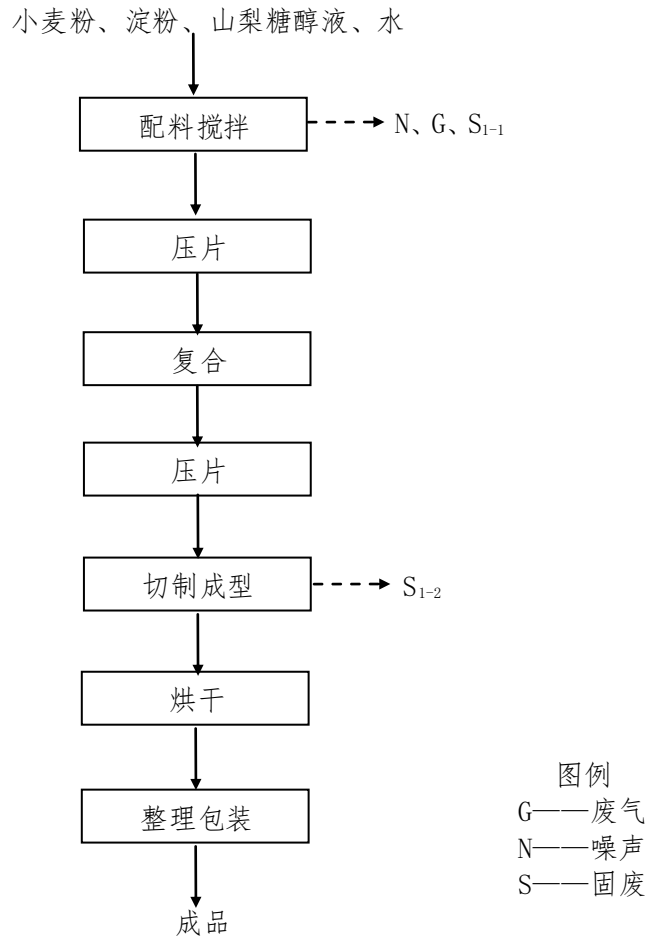 小麦粉、淀粉、山梨糖醇液、水
配料搅拌
N、G、S1-1
压片
复合
压片
切制成型
S1-2
烘干
整理包装
成品
图例
G——废气
N——噪声
S——固废